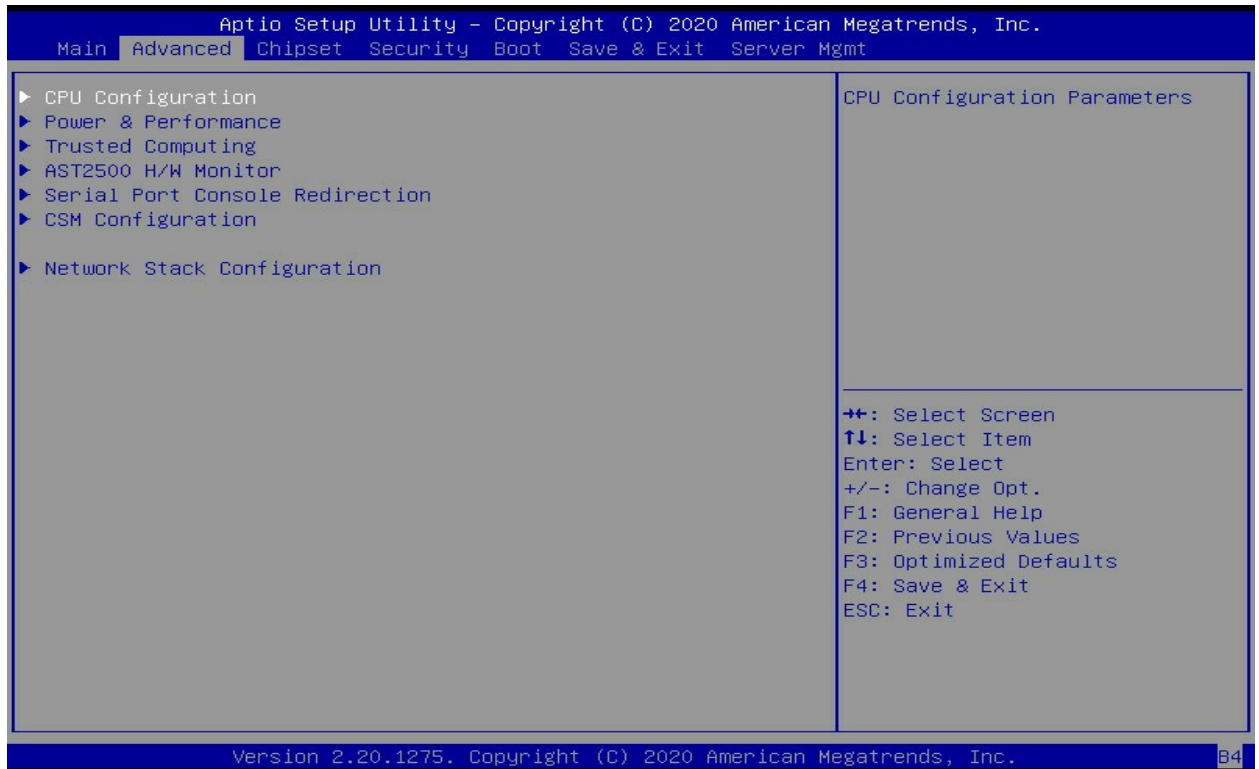 Aptio Setup Utility – Copyright (C) 2020 American Megatrends, Inc.
Main Advanced Chipset Security Boot Save & Exit Server Mgmt
▶ CPU Configuration
▶ Power & Performance
▶ Trusted Computing
▶ AST2500 H/W Monitor
▶ Serial Port Console Redirection
▶ CSM Configuration
▶ Network Stack Configuration
CPU Configuration Parameters
→←: Select Screen
↑↓: Select Item
Enter: Select
+/-: Change Opt.
F1: General Help
F2: Previous Values
F3: Optimized Defaults
F4: Save & Exit
ESC: Exit
Version 2.20.1275. Copyright (C) 2020 American Megatrends, Inc.
B4